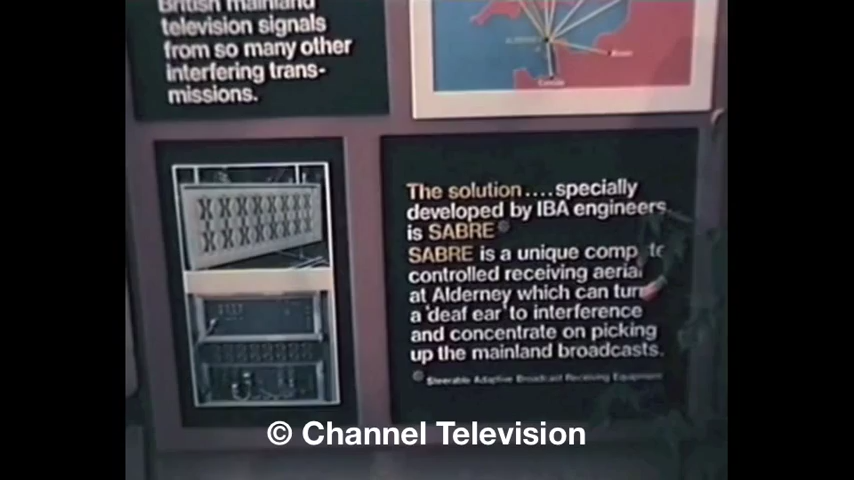 British mainland
television signals
from so many other
interfering trans-
missions.
The solution....specially
developed by IBA engineers
is SABRE
SABRE is a unique
controlled receiving aerial
at Alderney which can turn
a 'deaf ear' to interference
and concentrate on picking
up the mainland broadcasts.
Steerable Adaptive Broadcast Receiving Equipment
© Channel Television